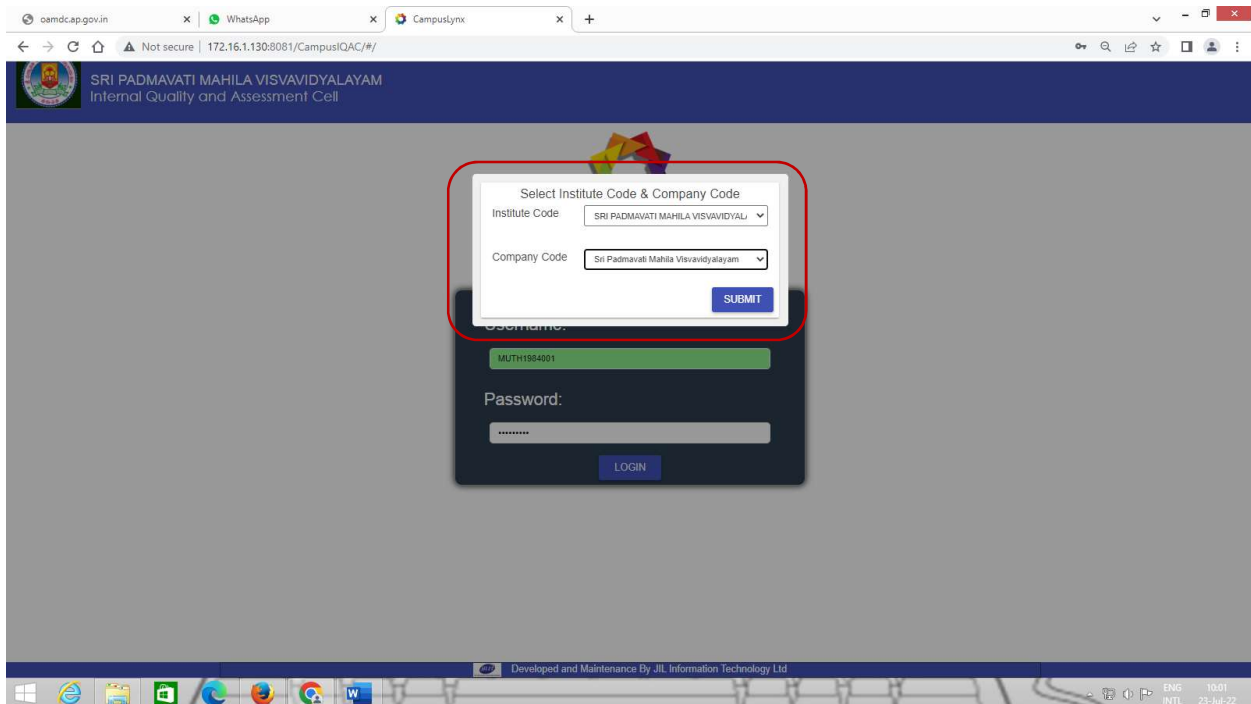 oamdc.ap.gov.in
WhatsApp
CampusLynx
Not secure | 172.16.1.130:8081/CampusIQAC/#/
SRI PADMAVATI MAHILA VISVAVIDYALAYAM
Internal Quality and Assessment Cell
Select Institute Code & Company Code
Institute Code SRI PADMAVATI MAHILA VISVAVIDYAL
Company Code Sri Padmavati Mahila Visvavidyalayam
SUBMIT
Username:
MUTH1984001
Password:
LOGIN
Developed and Maintenance By JIL Information Technology Ltd
ENG 10:01
INTL 23-Jul-22